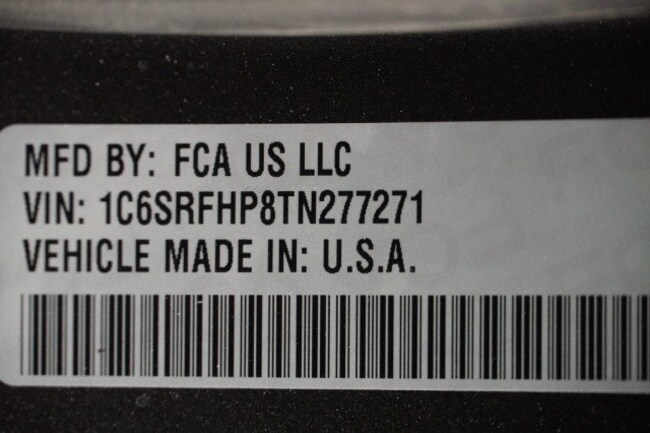 MFD BY: FCA US LLC
VIN: 1C6SRFHP8TN277271
VEHICLE MADE IN: U.S.A.